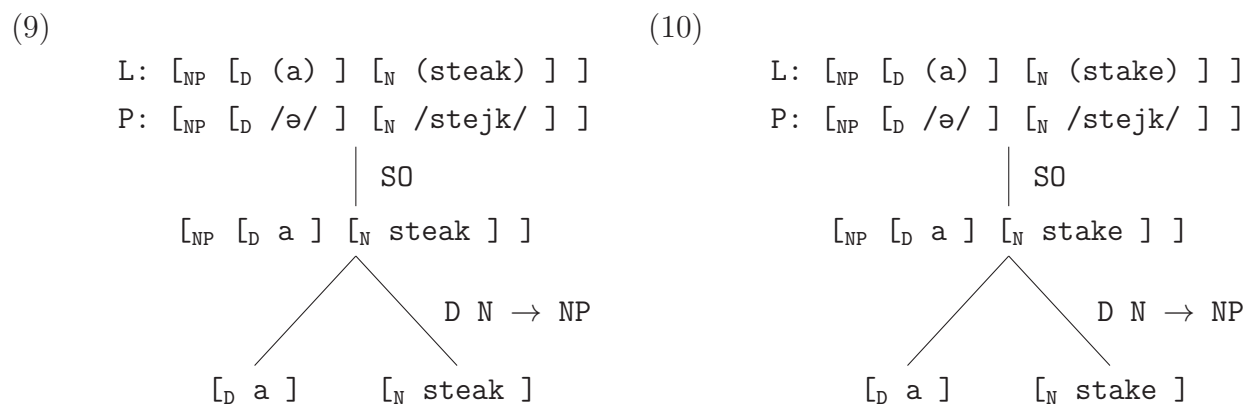 (9) (10)
L: [NP [D (a) ] [N (steak) ] ] L: [NP [D (a) ] [N (stake) ] ]
P: [NP [D /ə/ ] [N /stejk/ ] ] P: [NP [D /ə/ ] [N /stejk/ ] ]
SO SO
[NP [D a ] [N steak ] ] [NP [D a ] [N stake ] ]
D N → NP D N → NP
[D a ] [N steak ] [D a ] [N stake ]